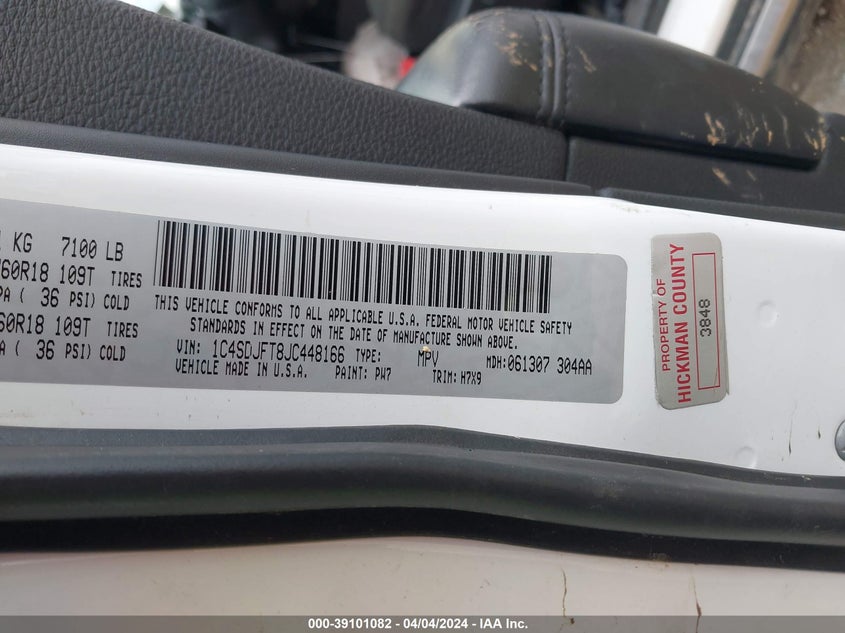 KG 7100 LB
60R18 109T TIRES
PA ( 36 PSI) COLD
60R18 109T TIRES
A ( 36 PSI) COLD
THIS VEHICLE CONFORMS TO ALL APPLICABLE U.S.A. FEDERAL MOTOR VEHICLE SAFETY
STANDARDS IN EFFECT ON THE DATE OF MANUFACTURE SHOWN ABOVE.
VIN: 1C4SDJFT8JC448166 TYPE: MPV MDH:061307 304AA
VEHICLE MADE IN U.S.A. PAINT: PW7 TRIM: H7X9
PROPERTY OF
HICKMAN COUNTY
3848
000-39101082 / 04/04/2024 - IAA Inc.